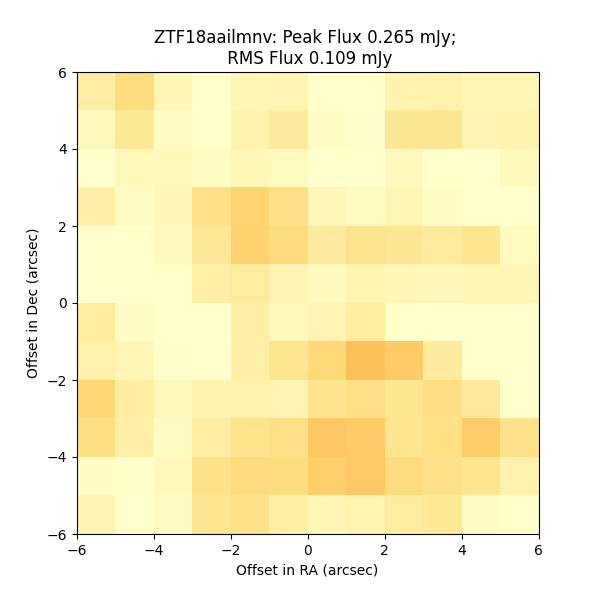 ZTF18aailmnv: Peak Flux 0.265 mJy;
RMS Flux 0.109 mJy
6
4
2
0
−2
−4
−6
Offset in Dec (arcsec)
−6 −4 −2 0 2 4 6
Offset in RA (arcsec)